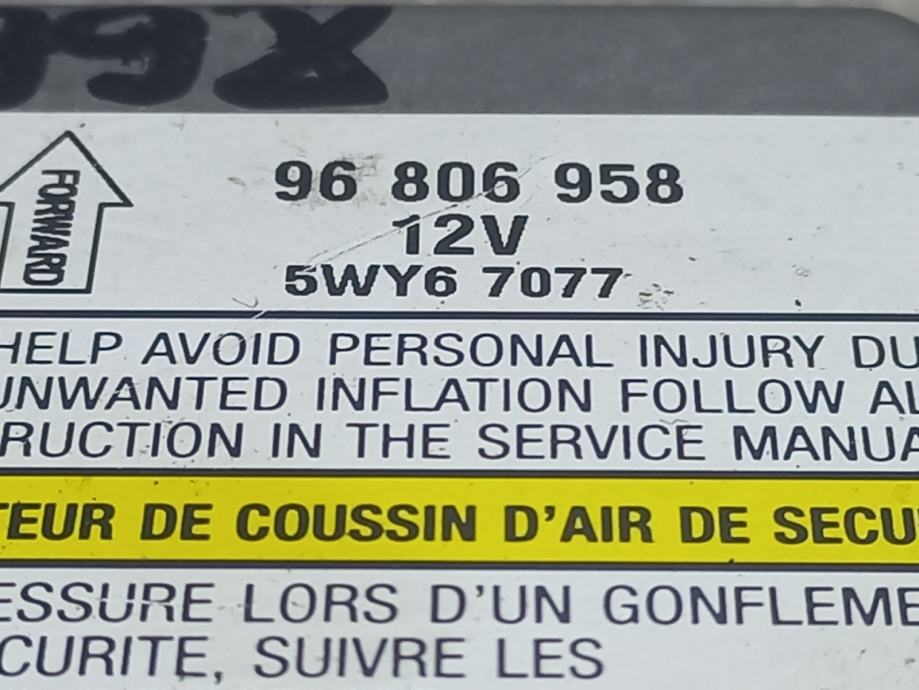 96 806 958
FORWARD
12V
5WY6 7077
HELP AVOID PERSONAL INJURY DU
UNWANTED INFLATION FOLLOW AL
RUCTION IN THE SERVICE MANUA
TEUR DE COUSSIN D'AIR DE SECU
ESSURE LORS D'UN GONFLEME
CURITE, SUIVRE LES